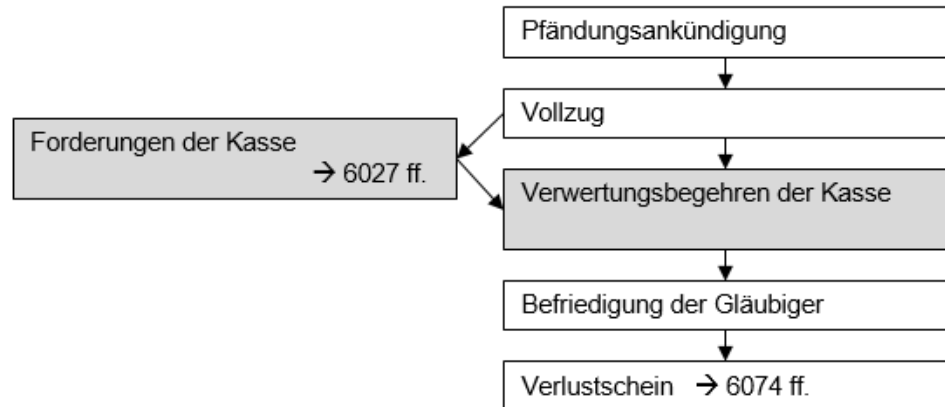 Pfändungsankündigung
Vollzug
Forderungen der Kasse
→ 6027 ff.
Verwertungsbegehren der Kasse
Befriedigung der Gläubiger
Verlustschein → 6074 ff.